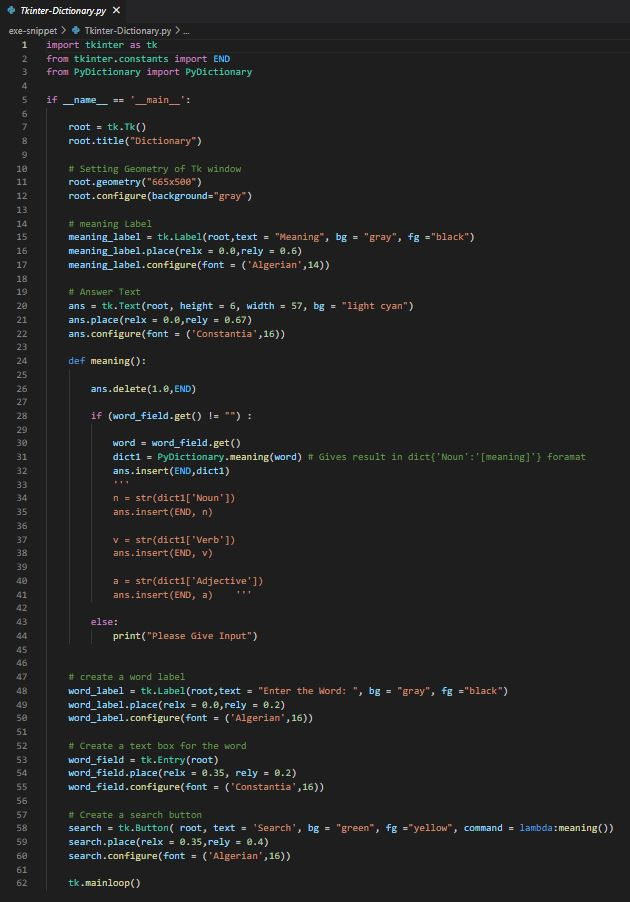 Tkinter-Dictionary.py ×
exe-snippet > Tkinter-Dictionary.py > ...
1 import tkinter as tk
2 from tkinter.constants import END
3 from PyDictionary import PyDictionary
4
5 if __name__ == '__main__':
6
7 root = tk.Tk()
8 root.title("Dictionary")
9
10 # Setting Geometry of Tk window
11 root.geometry("665x500")
12 root.configure(background="gray")
13
14 # meaning Label
15 meaning_label = tk.Label(root,text = "Meaning", bg = "gray", fg ="black")
16 meaning_label.place(relx = 0.0,rely = 0.6)
17 meaning_label.configure(font = ('Algerian',14))
18
19 # Answer Text
20 ans = tk.Text(root, height = 6, width = 57, bg = "light cyan")
21 ans.place(relx = 0.0,rely = 0.67)
22 ans.configure(font = ('Constantia',16))
23
24 def meaning():
25
26 ans.delete(1.0,END)
27
28 if (word_field.get() != "") :
29
30 word = word_field.get()
31 dict1 = PyDictionary.meaning(word) # Gives result in dict{'Noun':'[meaning]'} foramat
32 ans.insert(END,dict1)
33 '''
34 n = str(dict1['Noun'])
35 ans.insert(END, n)
36
37 v = str(dict1['Verb'])
38 ans.insert(END, v)
39
40 a = str(dict1['Adjective'])
41 ans.insert(END, a) '''
42
43 else:
44 print("Please Give Input")
45
46
47 # create a word label
48 word_label = tk.Label(root,text = "Enter the Word: ", bg = "gray", fg ="black")
49 word_label.place(relx = 0.0,rely = 0.2)
50 word_label.configure(font = ('Algerian',16))
51
52 # Create a text box for the word
53 word_field = tk.Entry(root)
54 word_field.place(relx = 0.35, rely = 0.2)
55 word_field.configure(font = ('Constantia',16))
56
57 # Create a search button
58 search = tk.Button( root, text = 'Search', bg = "green", fg ="yellow", command = lambda:meaning())
59 search.place(relx = 0.35,rely = 0.4)
60 search.configure(font = ('Algerian',16))
61
62 tk.mainloop()